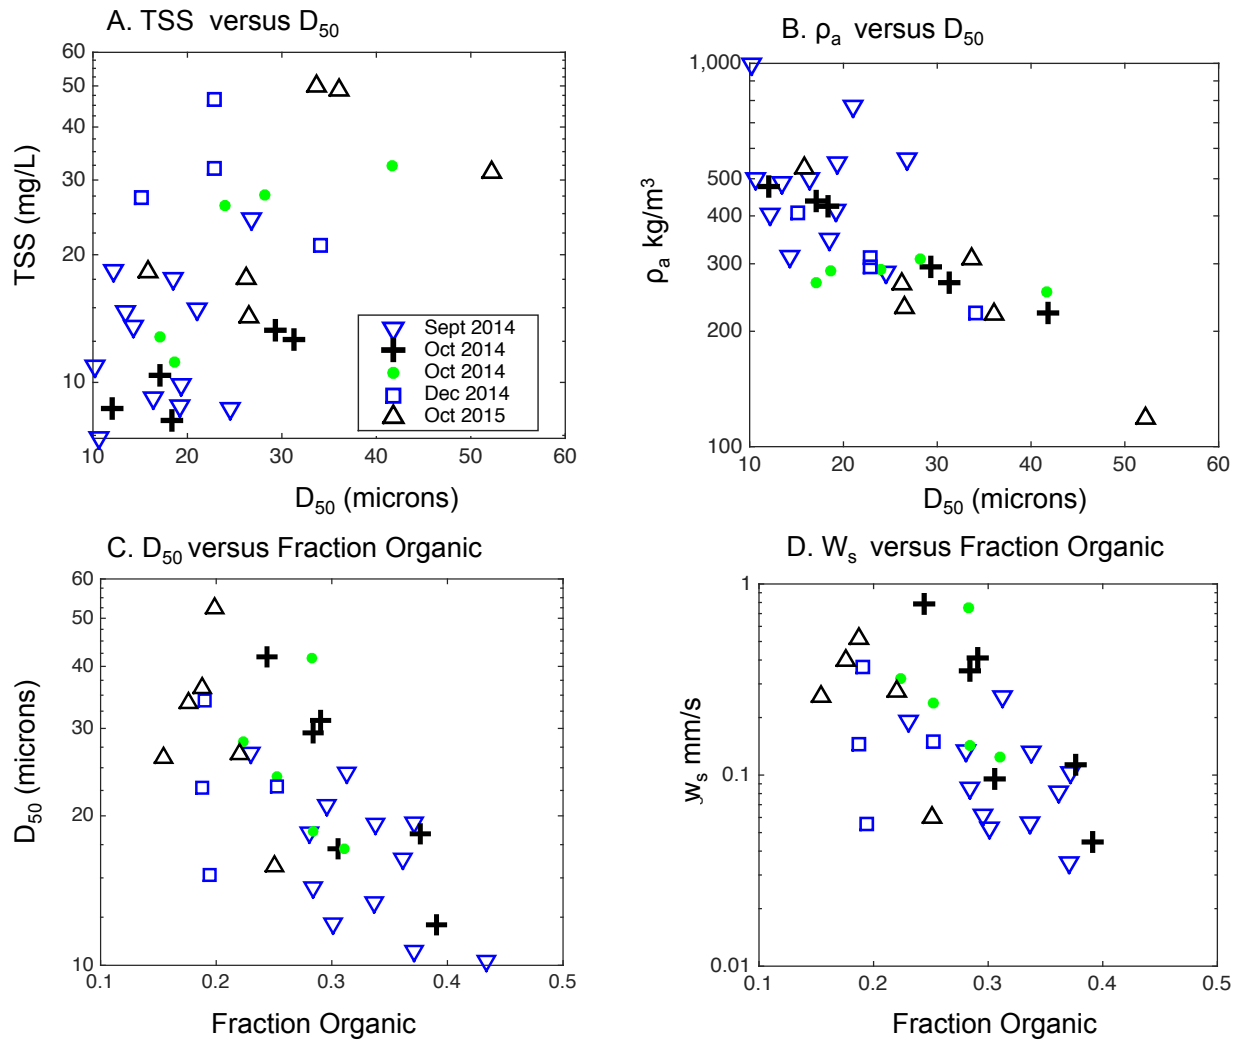 A. TSS versus D50
60
50
40
30
20
10
TSS (mg/L)
10 20 30 40 50 60
D50 (microns)
Sept 2014
Oct 2014
Oct 2014
Dec 2014
Oct 2015
B. ρa versus D50
1,000
500
400
300
200
100
ρa kg/m3
10 20 30 40 50 60
D50 (microns)
C. D50 versus Fraction Organic
60
50
40
30
20
10
D50 (microns)
0.1 0.2 0.3 0.4 0.5
Fraction Organic
D. Ws versus Fraction Organic
1
0.1
0.01
ws mm/s
0.1 0.2 0.3 0.4 0.5
Fraction Organic